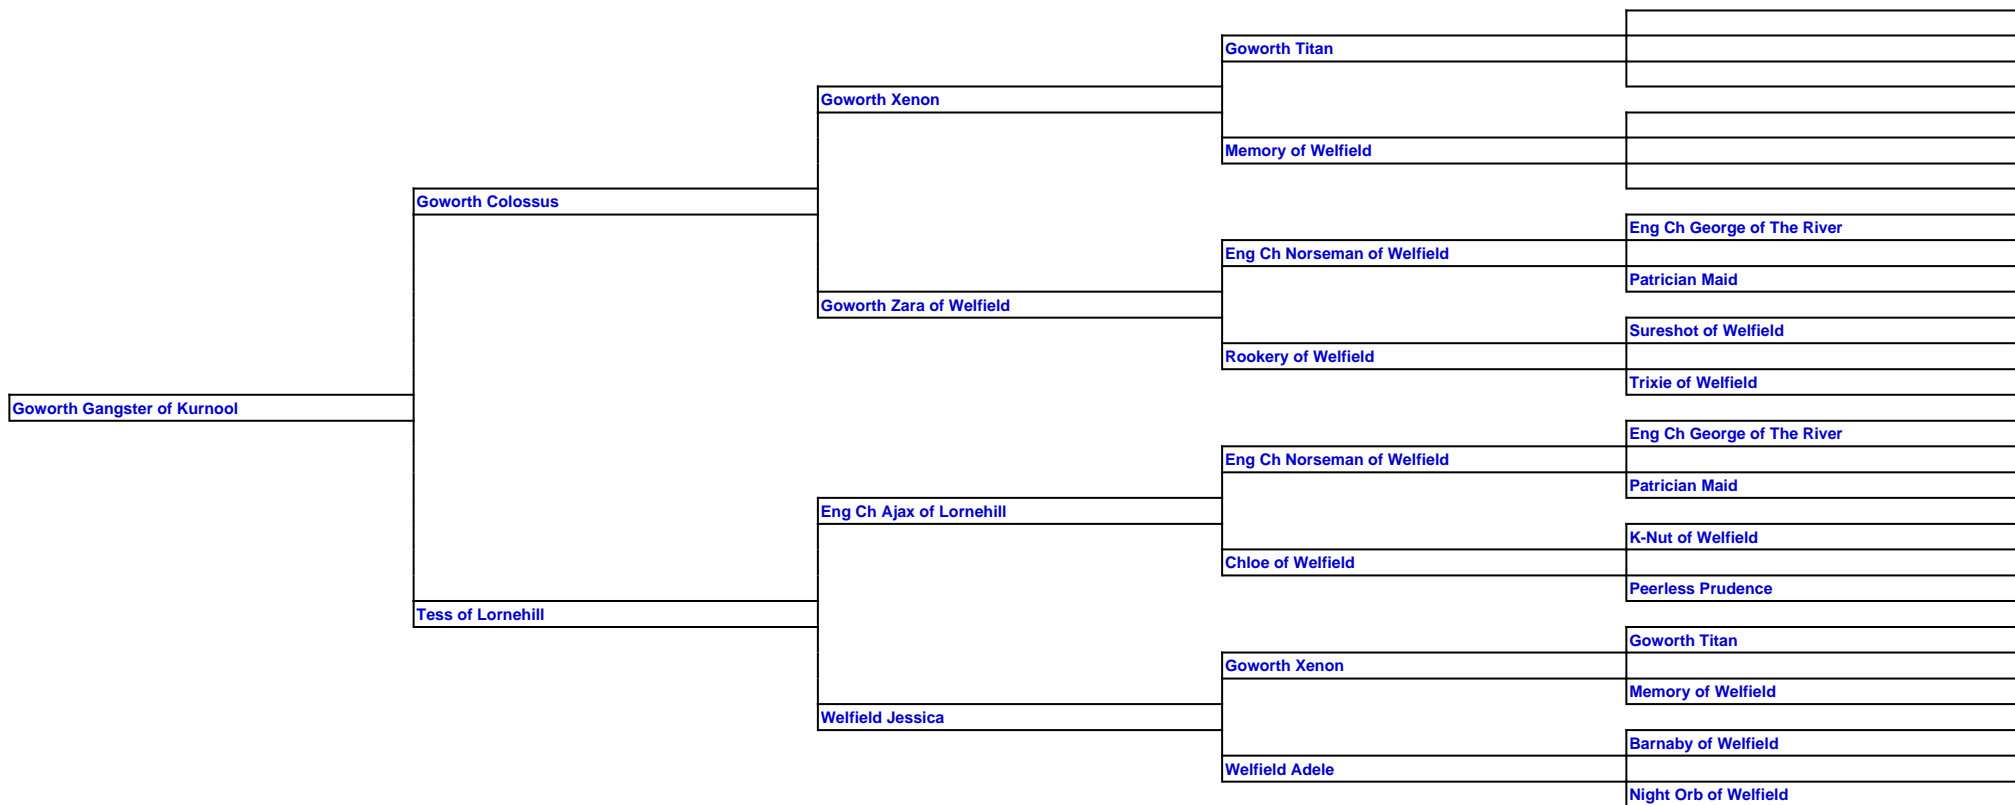 Goworth Titan
Goworth Xenon
Memory of Welfield
Goworth Colossus
Eng Ch George of The River
Eng Ch Norseman of Welfield
Patrician Maid
Goworth Zara of Welfield
Sureshot of Welfield
Rookery of Welfield
Trixie of Welfield
Goworth Gangster of Kurnool
Eng Ch George of The River
Eng Ch Norseman of Welfield
Patrician Maid
Eng Ch Ajax of Lornehill
K-Nut of Welfield
Chloe of Welfield
Peerless Prudence
Tess of Lornehill
Goworth Titan
Goworth Xenon
Memory of Welfield
Welfield Jessica
Barnaby of Welfield
Welfield Adele
Night Orb of Welfield